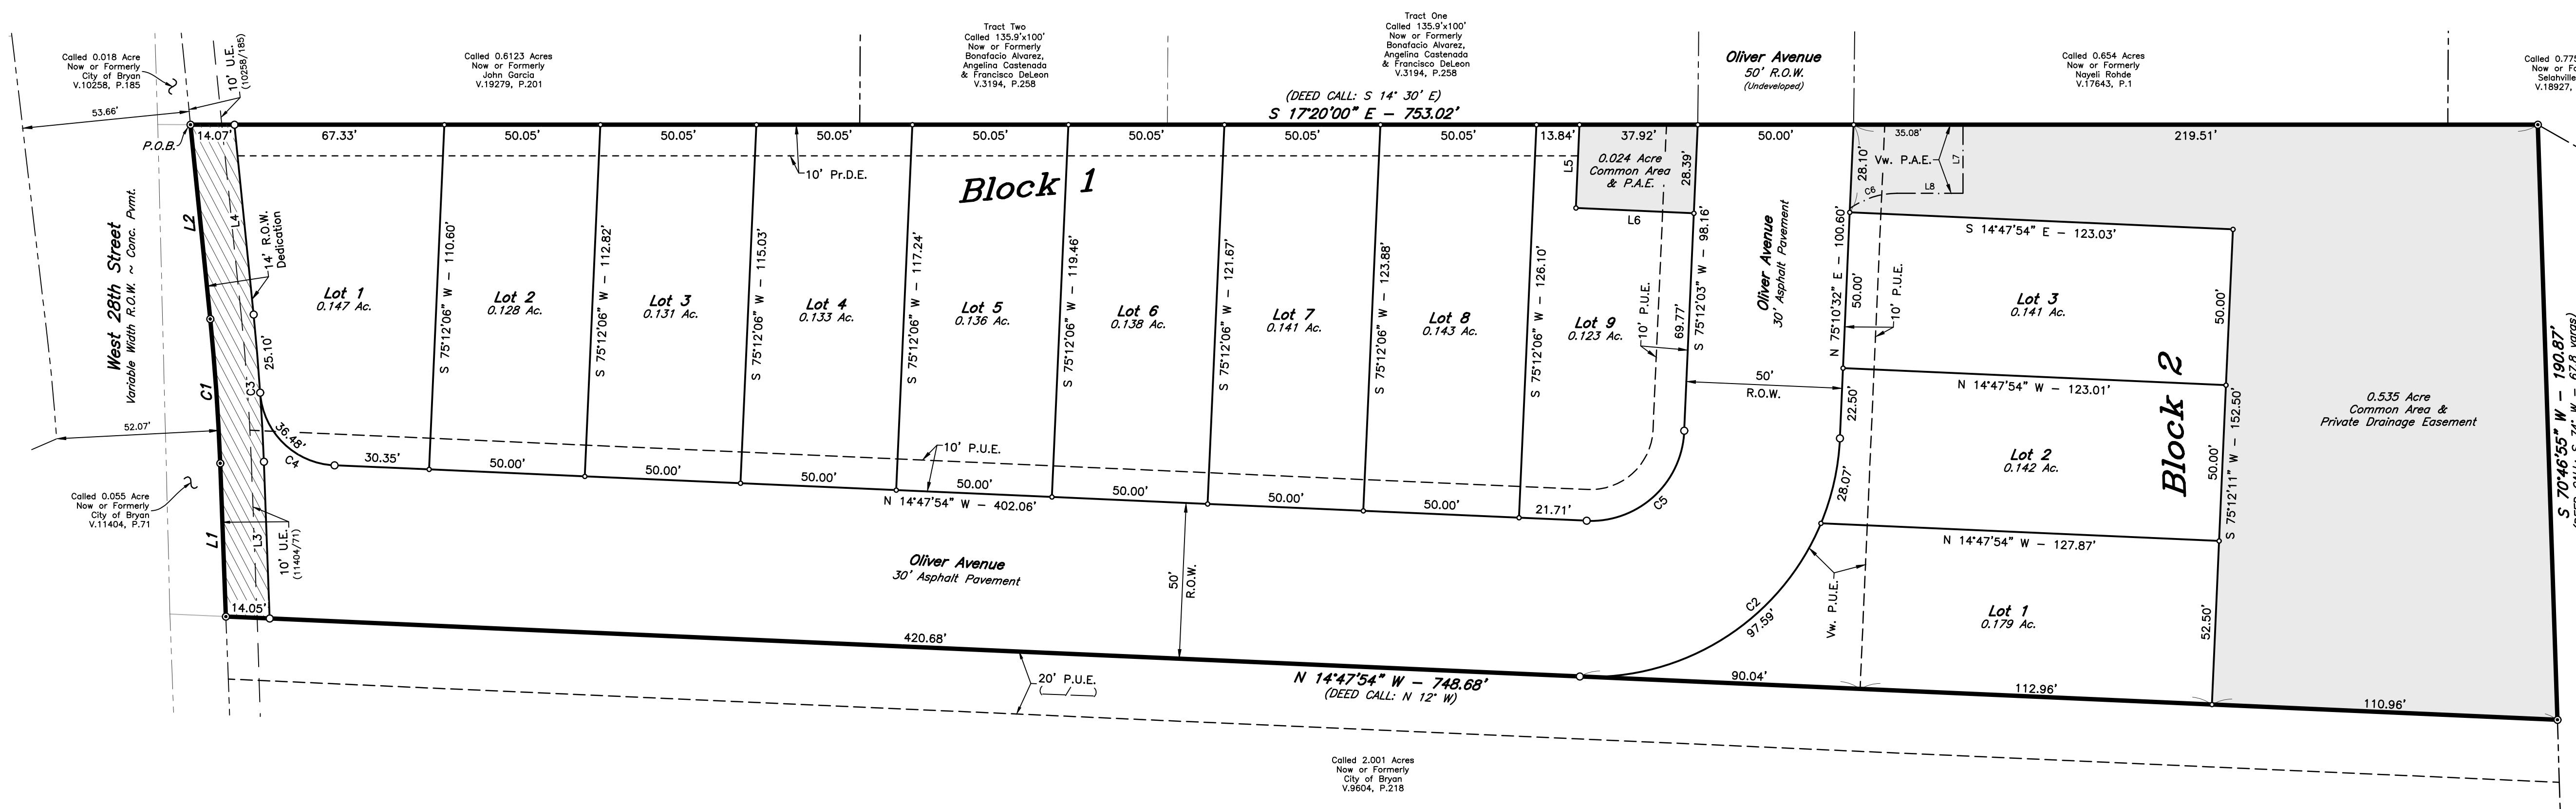 Called 0.018 Acre
Now or Formerly
City of Bryan
V.10258, P.185
10' U.E.
(10258/185)
Called 0.6123 Acres
Now or Formerly
John Garcia
V.19279, P.201
Tract Two
Called 135.9'x100'
Now or Formerly
Bonafacio Alvarez,
Angelina Castenada
& Francisco DeLeon
V.3194, P.258
Tract One
Called 135.9'x100'
Now or Formerly
Bonafacio Alvarez,
Angelina Castenada
& Francisco DeLeon
V.3194, P.258
Oliver Avenue
50' R.O.W.
(Undeveloped)
Called 0.654 Acres
Now or Formerly
Nayeli Rohde
V.17643, P.1
Called 0.775
Now or Fo
Selahville
V.18927,
(DEED CALL: S 14° 30' E)
S 17°20'00" E – 753.02'
53.66'
P.O.B.
14.07'
67.33'
50.05'
50.05'
50.05'
50.05'
50.05'
50.05'
50.05'
13.84'
37.92'
50.00'
35.08'
219.51'
10' Pr.D.E.
Block 1
L5
0.024 Acre
Common Area
& P.A.E.
28.39'
L6
28.10'
Vw. P.A.E.
L7
L8
C6
West 28th Street
Variable Width R.O.W. ~ Conc. Pvmt.
L2
L4
14' R.O.W.
Dedication
25.10'
C1
C3
52.07'
36.48'
C4
Lot 1
0.147 Ac.
S 75°12'06" W – 110.60'
Lot 2
0.128 Ac.
S 75°12'06" W – 112.82'
Lot 3
0.131 Ac.
S 75°12'06" W – 115.03'
Lot 4
0.133 Ac.
S 75°12'06" W – 117.24'
Lot 5
0.136 Ac.
S 75°12'06" W – 119.46'
Lot 6
0.138 Ac.
S 75°12'06" W – 121.67'
Lot 7
0.141 Ac.
S 75°12'06" W – 123.88'
Lot 8
0.143 Ac.
S 75°12'06" W – 126.10'
Lot 9
0.123 Ac.
10' P.U.E.
69.77'
S 75°12'03" W – 98.16'
Oliver Avenue
30' Asphalt Pavement
50'
R.O.W.
N 75°10'32" E – 100.60'
50.00'
10' P.U.E.
S 14°47'54" E – 123.03'
Lot 3
0.141 Ac.
50.00'
N 14°47'54" W – 123.01'
22.50'
Block 2
S 75°12'11" W – 152.50'
Lot 2
0.142 Ac.
50.00'
28.07'
N 14°47'54" W – 127.87'
0.535 Acre
Common Area &
Private Drainage Easement
S 70°46'55" W – 190.87'
(DEED CALL: S 74° W – 67.8 varas)
Called 0.055 Acre
Now or Formerly
City of Bryan
V.11404, P.71
L1
L3
10' U.E.
(11404/71)
14.05'
30.35'
50.00'
50.00'
50.00'
50.00'
50.00'
50.00'
50.00'
21.71'
10' P.U.E.
N 14°47'54" W – 402.06'
C5
Oliver Avenue
30' Asphalt Pavement
50'
R.O.W.
C2
97.59'
Vw. P.U.E.
Lot 1
0.179 Ac.
52.50'
420.68'
20' P.U.E.
(___/___)
N 14°47'54" W – 748.68'
(DEED CALL: N 12° W)
90.04'
112.96'
110.96'
Called 2.001 Acres
Now or Formerly
City of Bryan
V.9604, P.218